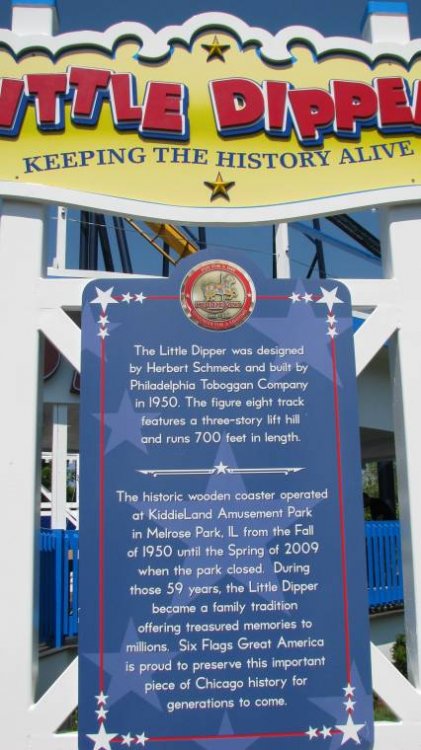 LITTLE DIPPER
KEEPING THE HISTORY ALIVE
The Little Dipper was designed
by Herbert Schmeck and built by
Philadelphia Toboggan Company
in 1950. The figure eight track
features a three-story lift hill
and runs 700 feet in length.
The historic wooden coaster operated
at KiddieLand Amusement Park
in Melrose Park, IL from the Fall
of 1950 until the Spring of 2009
when the park closed. During
those 59 years, the Little Dipper
became a family tradition
offering treasured memories to
millions. Six Flags Great America
is proud to preserve this important
piece of Chicago history for
generations to come.